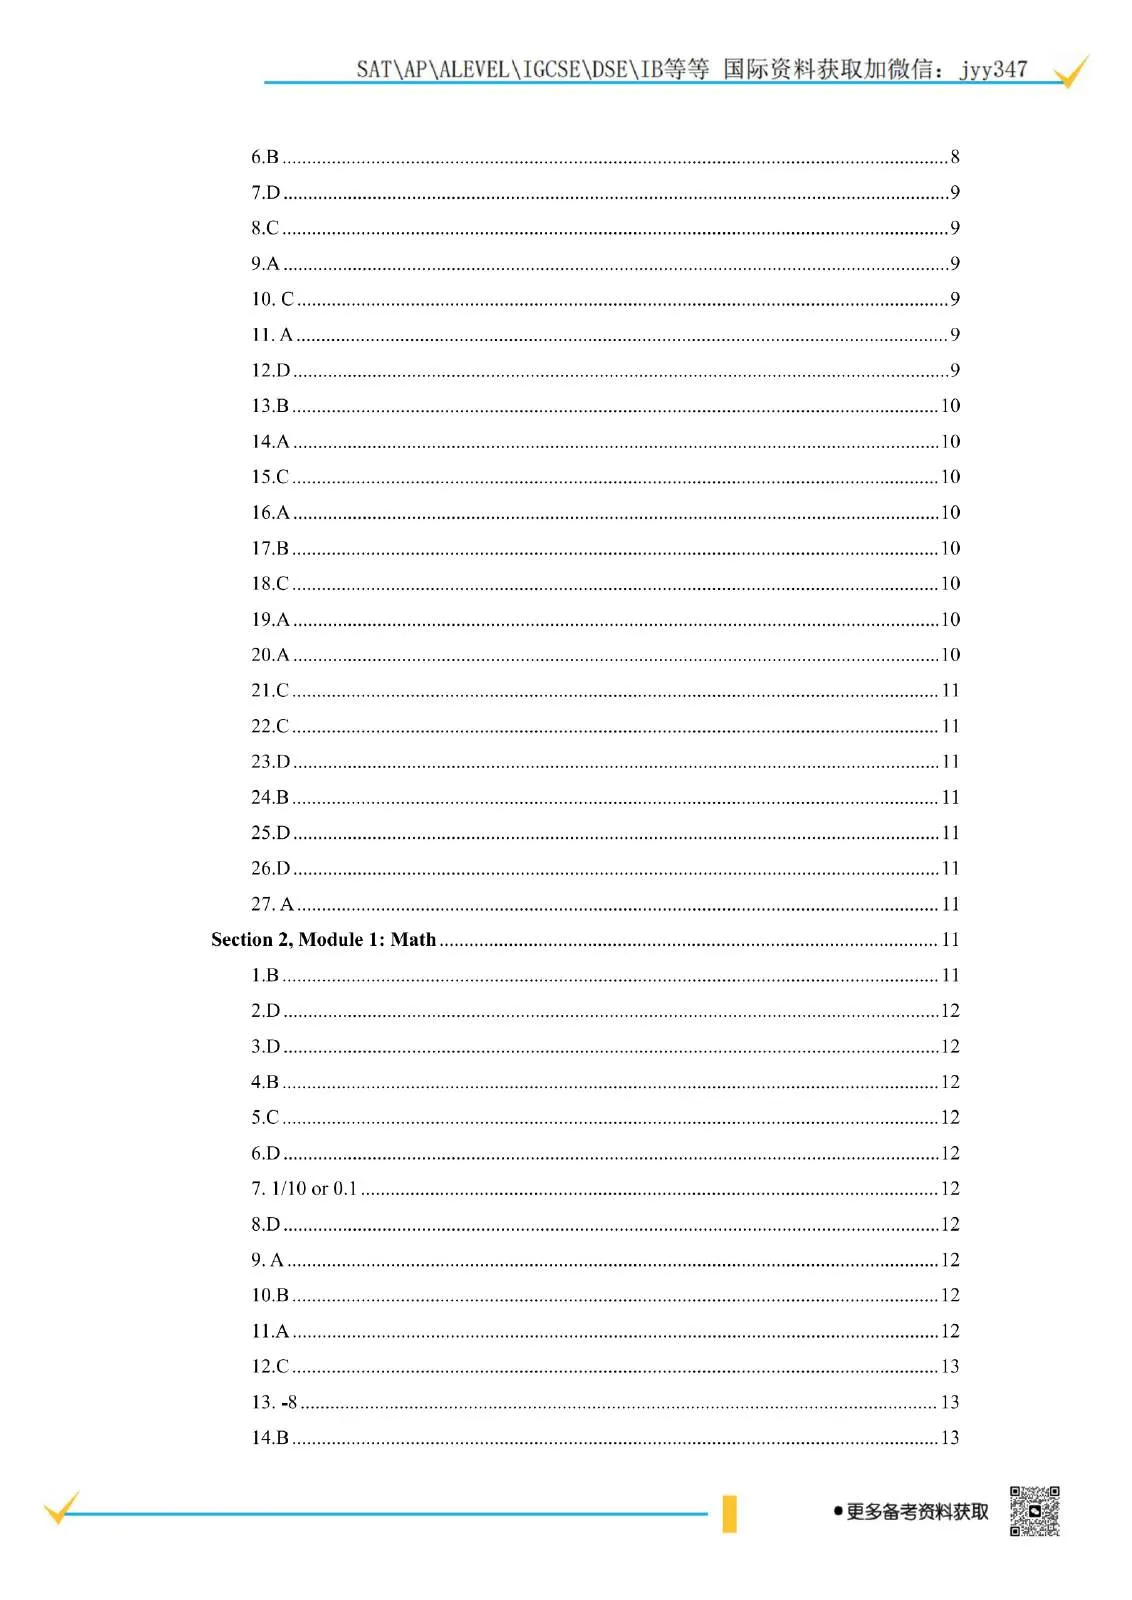 SAT\AP\ALEVEL\IGCSE\DSE\IB等等 国际资料获取加微信：jyy347
6.B........8
7.D........9
8.C........9
9.A........9
10. C........9
11. A........9
12.D........9
13.B........10
14.A........10
15.C........10
16.A........10
17.B........10
18.C........10
19.A........10
20.A........10
21.C........11
22.C........11
23.D........11
24.B........11
25.D........11
26.D........11
27. A........11
Section 2, Module 1: Math........11
1.B........11
2.D........12
3.D........12
4.B........12
5.C........12
6.D........12
7. 1/10 or 0.1........12
8.D........12
9. A........12
10.B........12
11.A........12
12.C........13
13. -8........13
14.B........13
•更多备考资料获取